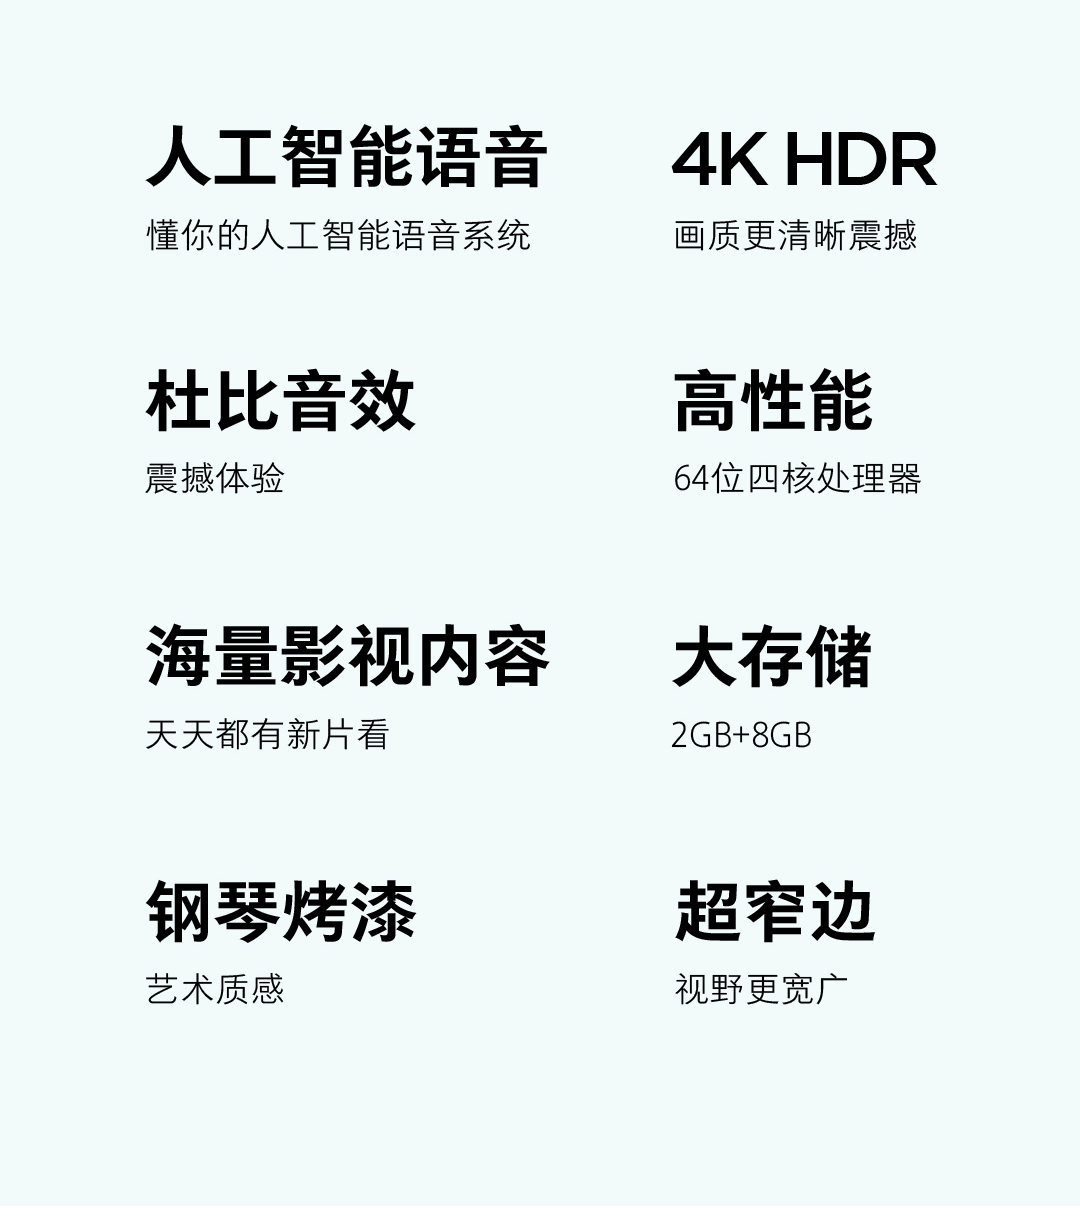 人工智能语音
懂你的人工智能语音系统
4K HDR
画质更清晰震撼
杜比音效
震撼体验
高性能
64位四核处理器
海量影视内容
天天都有新片看
大存储
2GB+8GB
钢琴烤漆
艺术质感
超窄边
视野更宽广